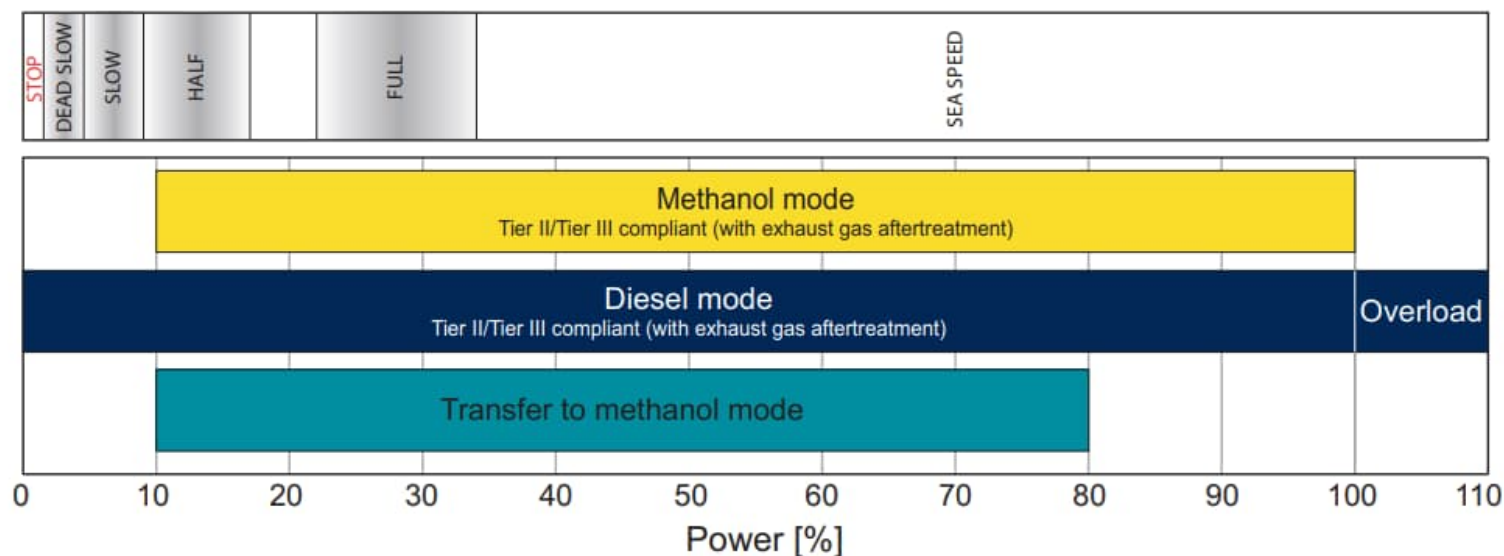 STOP
DEAD SLOW
SLOW
HALF
FULL
SEA SPEED
Methanol mode
Tier II/Tier III compliant (with exhaust gas aftertreatment)
Diesel mode
Tier II/Tier III compliant (with exhaust gas aftertreatment)
Overload
Transfer to methanol mode
0 10 20 30 40 50 60 70 80 90 100 110
Power [%]